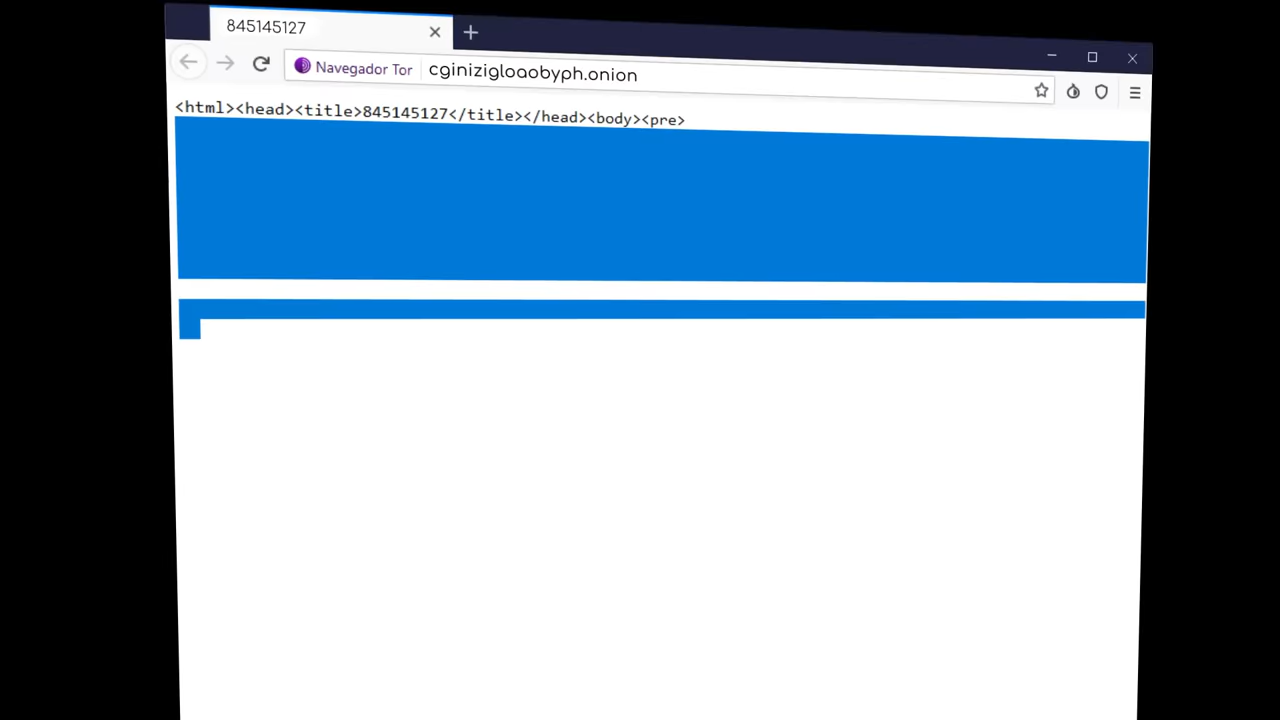 845145127
Navegador Tor
cginizigloaobyph.onion
<html><head><title>845145127</title></head><body><pre>